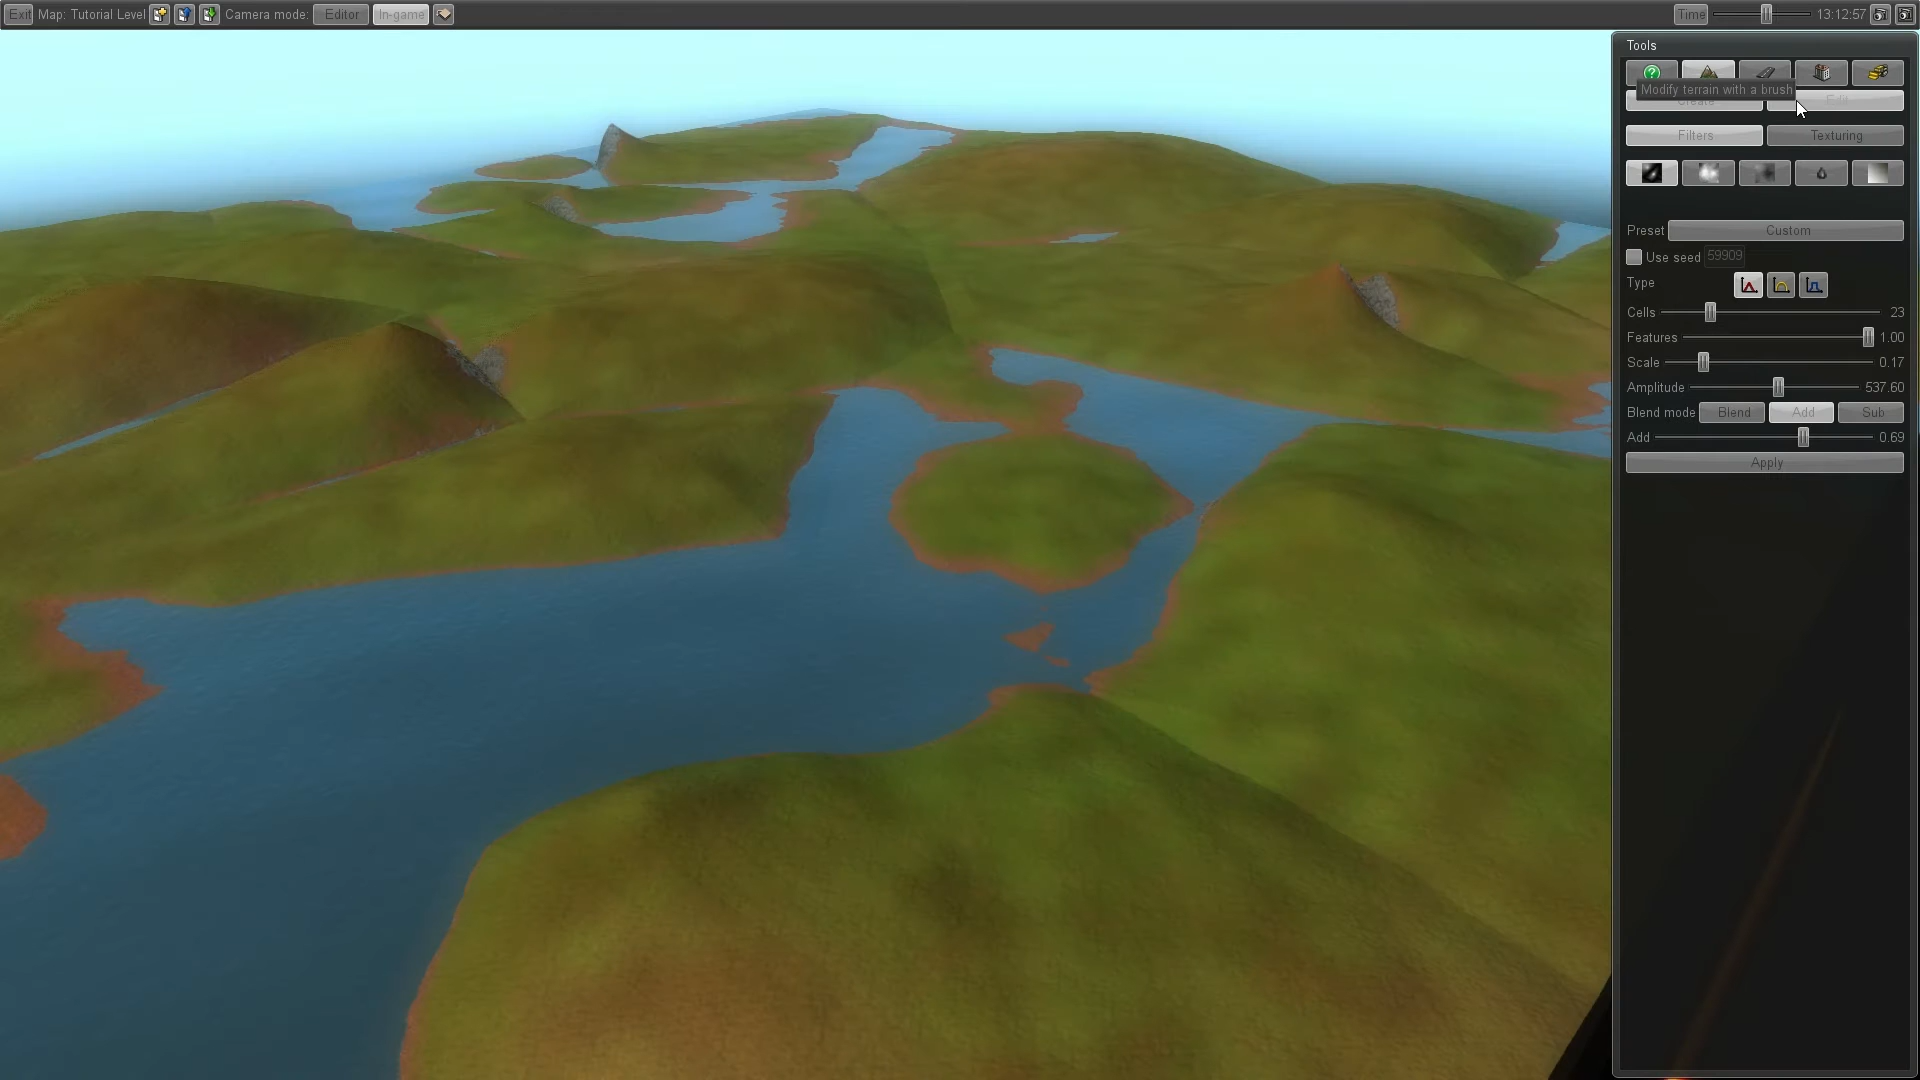 Exit Map: Tutorial Level Camera mode: Editor In-game Time 13:12:57
Tools
Modify terrain with a brush
Create
Filters Texturing
Preset Custom
Use seed 59909
Type
Cells 23
Features 1.00
Scale 0.17
Amplitude 537.60
Blend mode Blend Add Sub
Add 0.69
Apply